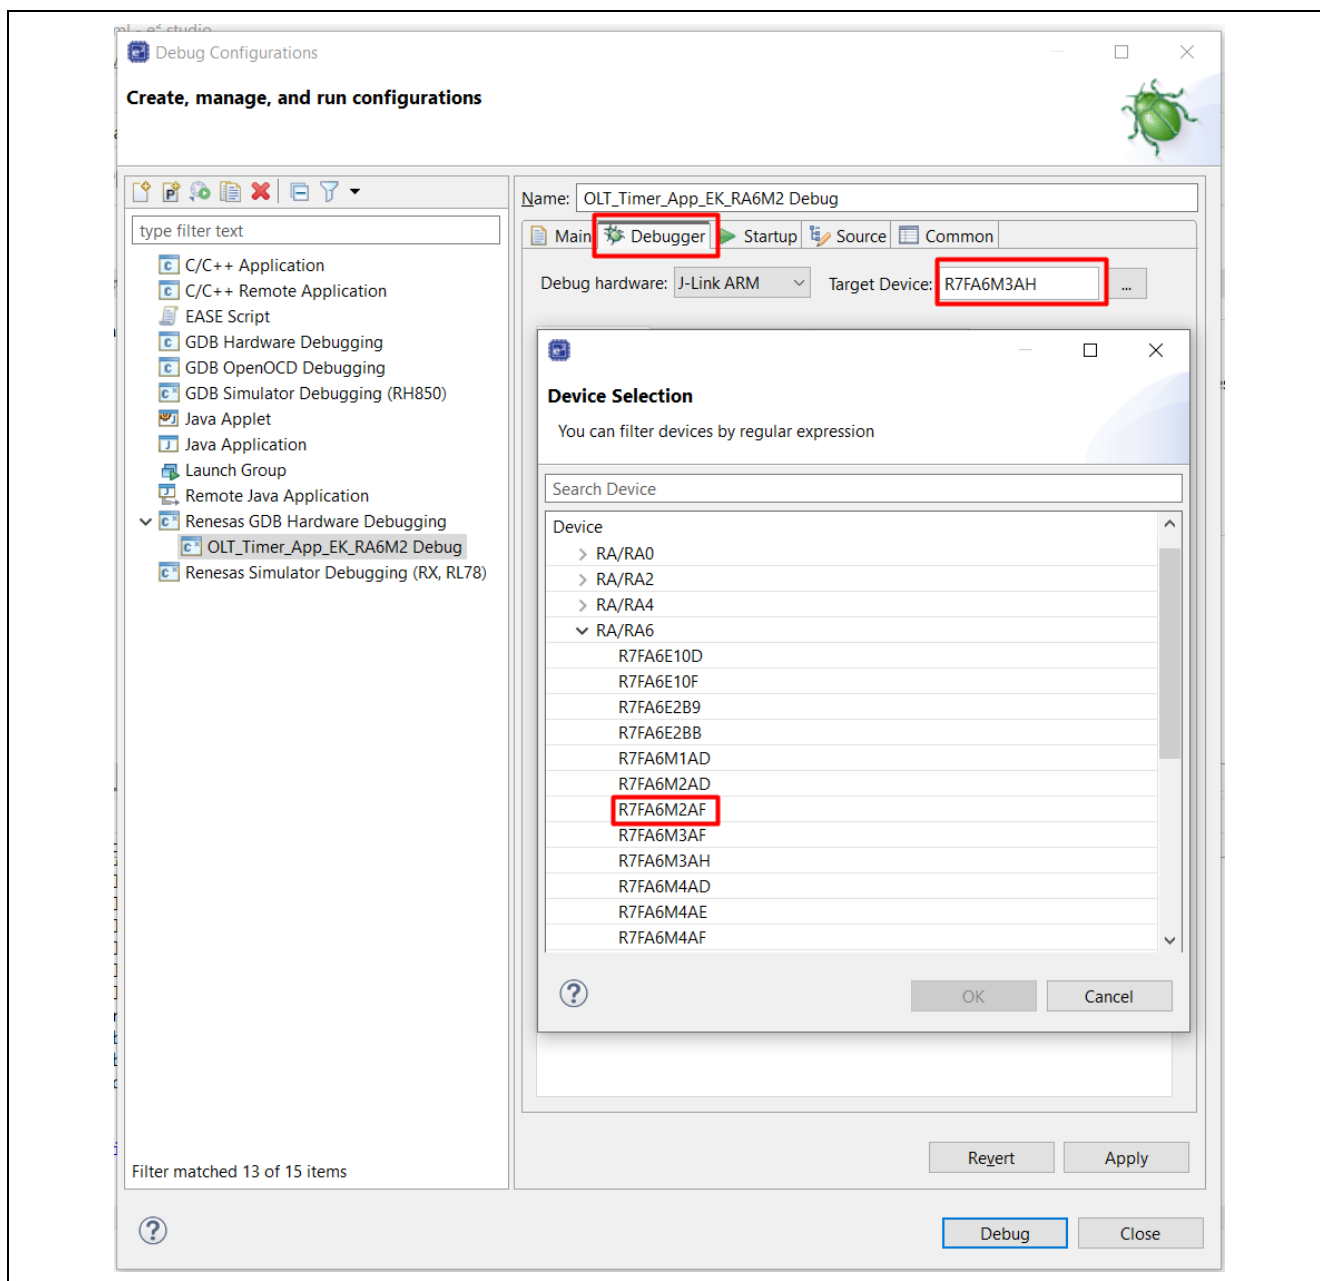 ml - e² studio
Debug Configurations
Create, manage, and run configurations
type filter text
C/C++ Application
C/C++ Remote Application
EASE Script
GDB Hardware Debugging
GDB OpenOCD Debugging
GDB Simulator Debugging (RH850)
Java Applet
Java Application
Launch Group
Remote Java Application
Renesas GDB Hardware Debugging
OLT_Timer_App_EK_RA6M2 Debug
Renesas Simulator Debugging (RX, RL78)
Filter matched 13 of 15 items
Name: OLT_Timer_App_EK_RA6M2 Debug
Main Debugger Startup Source Common
Debug hardware: J-Link ARM Target Device: R7FA6M3AH ...
Device Selection
You can filter devices by regular expression
Search Device
Device
RA/RA0
RA/RA2
RA/RA4
RA/RA6
R7FA6E10D
R7FA6E10F
R7FA6E2B9
R7FA6E2BB
R7FA6M1AD
R7FA6M2AD
R7FA6M2AF
R7FA6M3AF
R7FA6M3AH
R7FA6M4AD
R7FA6M4AE
R7FA6M4AF
OK Cancel
Revert Apply
Debug Close